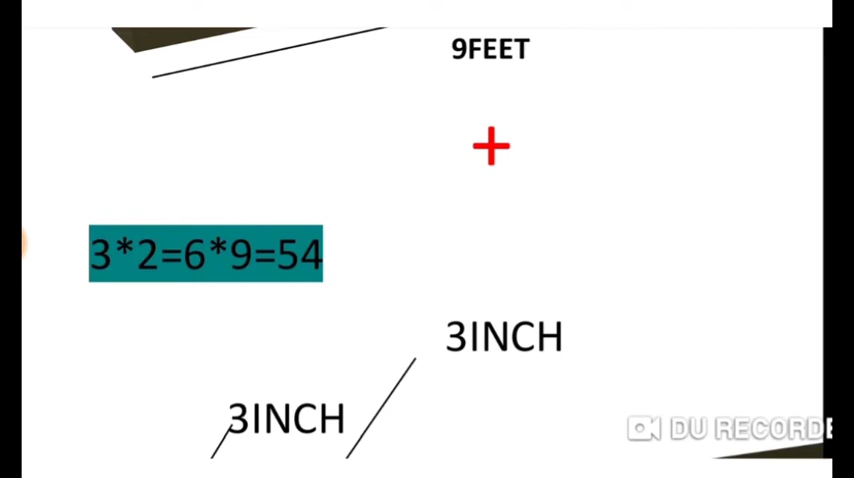 9FEET
+
3*2=6*9=54
3INCH
3INCH
DU RECORDE